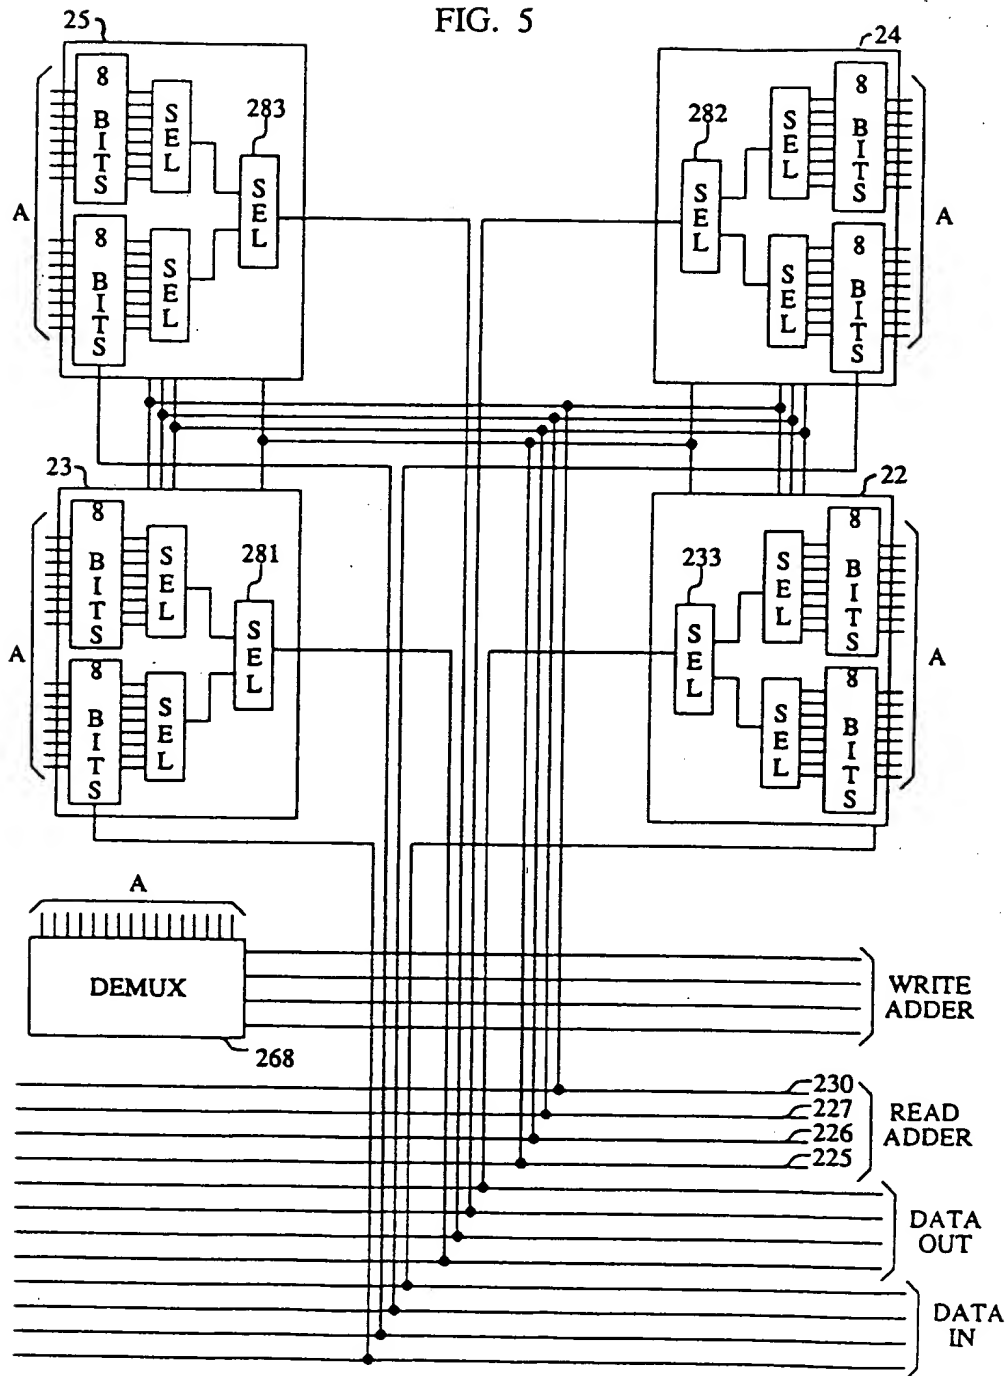 FIG. 5
25
24
A
8 BITS
SEL
283
SEL
8 BITS
SEL
282
SEL
SEL
8 BITS
SEL
8 BITS
A
23
22
A
8 BITS
SEL
281
SEL
8 BITS
SEL
233
SEL
SEL
8 BITS
SEL
8 BITS
A
A
DEMUX
268
WRITE
ADDER
230
227
226
225
READ
ADDER
DATA
OUT
DATA
IN